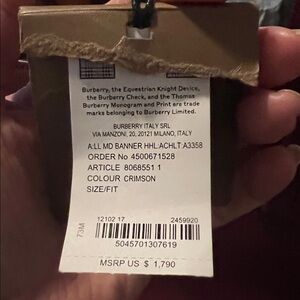 Burberry, the Equestrian Knight Device,
the Burberry Check, and the Thomas
Burberry Monogram and Print are trade
marks belonging to Burberry Limited.
BURBERRY ITALY SRL
VIA MANZONI, 20, 20121 MILANO, ITALY
A:LL MD BANNER HHL:ACHLT:A3358
ORDER No 4500671528
ARTICLE 8068551 1
COLOUR CRIMSON
SIZE/FIT
12102 17 2459920
73M
5045701307619
MSRP US $ 1,790